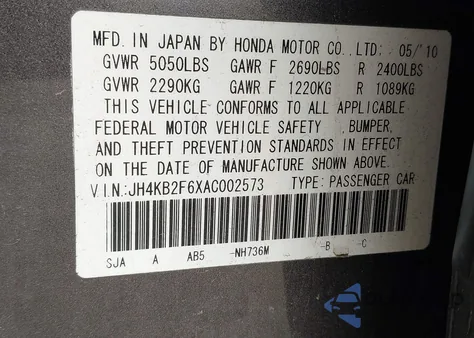 MFD. IN JAPAN BY HONDA MOTOR CO., LTD: 05/'10
GVWR 5050LBS GAWR F 2690LBS R 2400LBS
GVWR 2290KG GAWR F 1220KG R 1089KG
THIS VEHICLE CONFORMS TO ALL APPLICABLE
FEDERAL MOTOR VEHICLE SAFETY ,BUMPER,
AND THEFT PREVENTION STANDARDS IN EFFECT
ON THE DATE OF MANUFACTURE SHOWN ABOVE.
VIN:JH4KB2F6XAC002573 TYPE: PASSENGER CAR
SJA A AB5 -NH736M -B -C